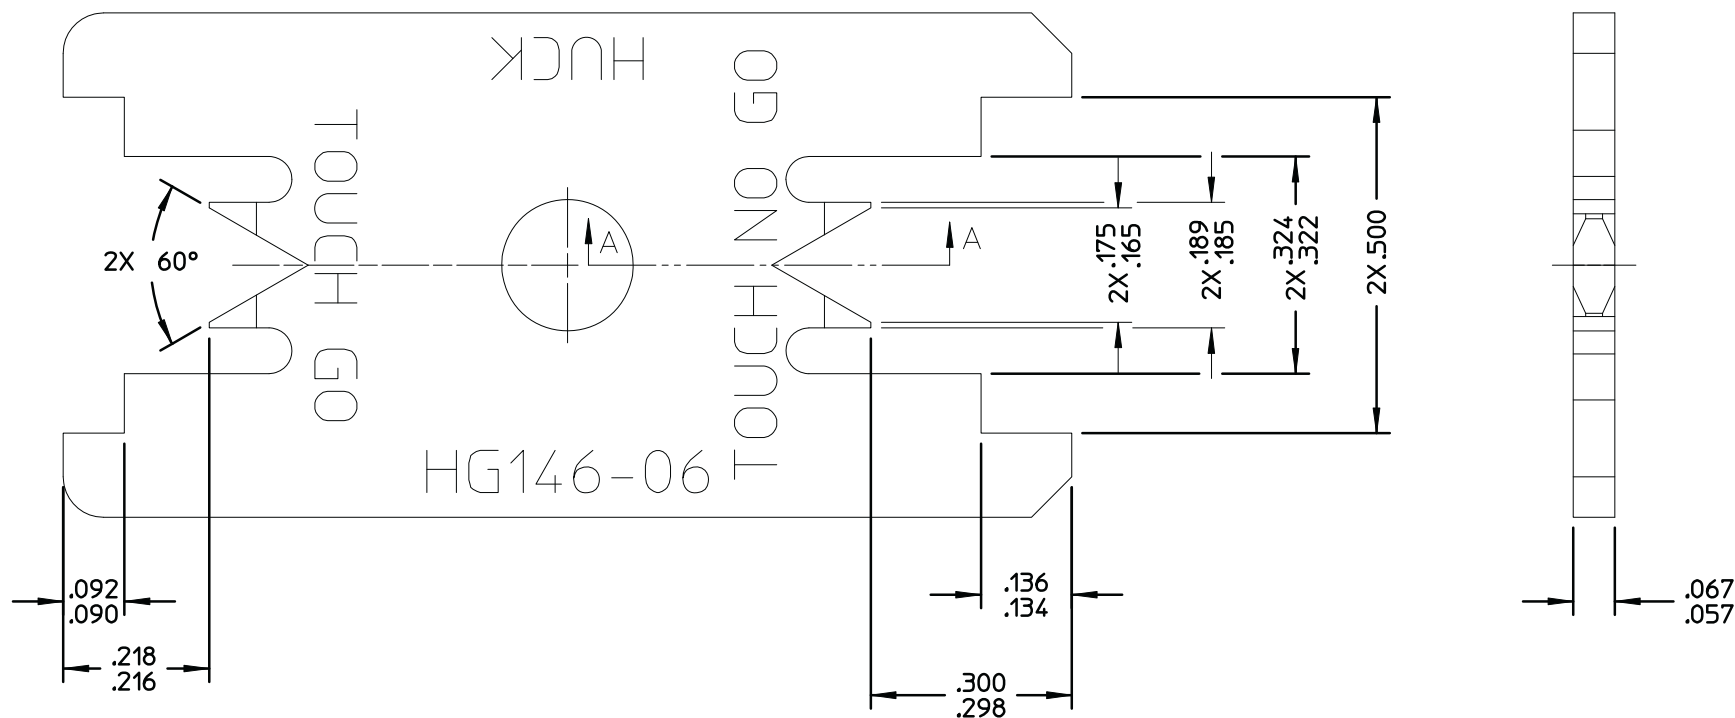 HUCK
TOUCH GO
TOUCH NO GO
A
A
2X 60°
2X .175
.165
2X .189
.185
2X .324
.322
2X .500
HG146-06
.092
.090
.218
.216
.136
.134
.300
.298
.067
.057